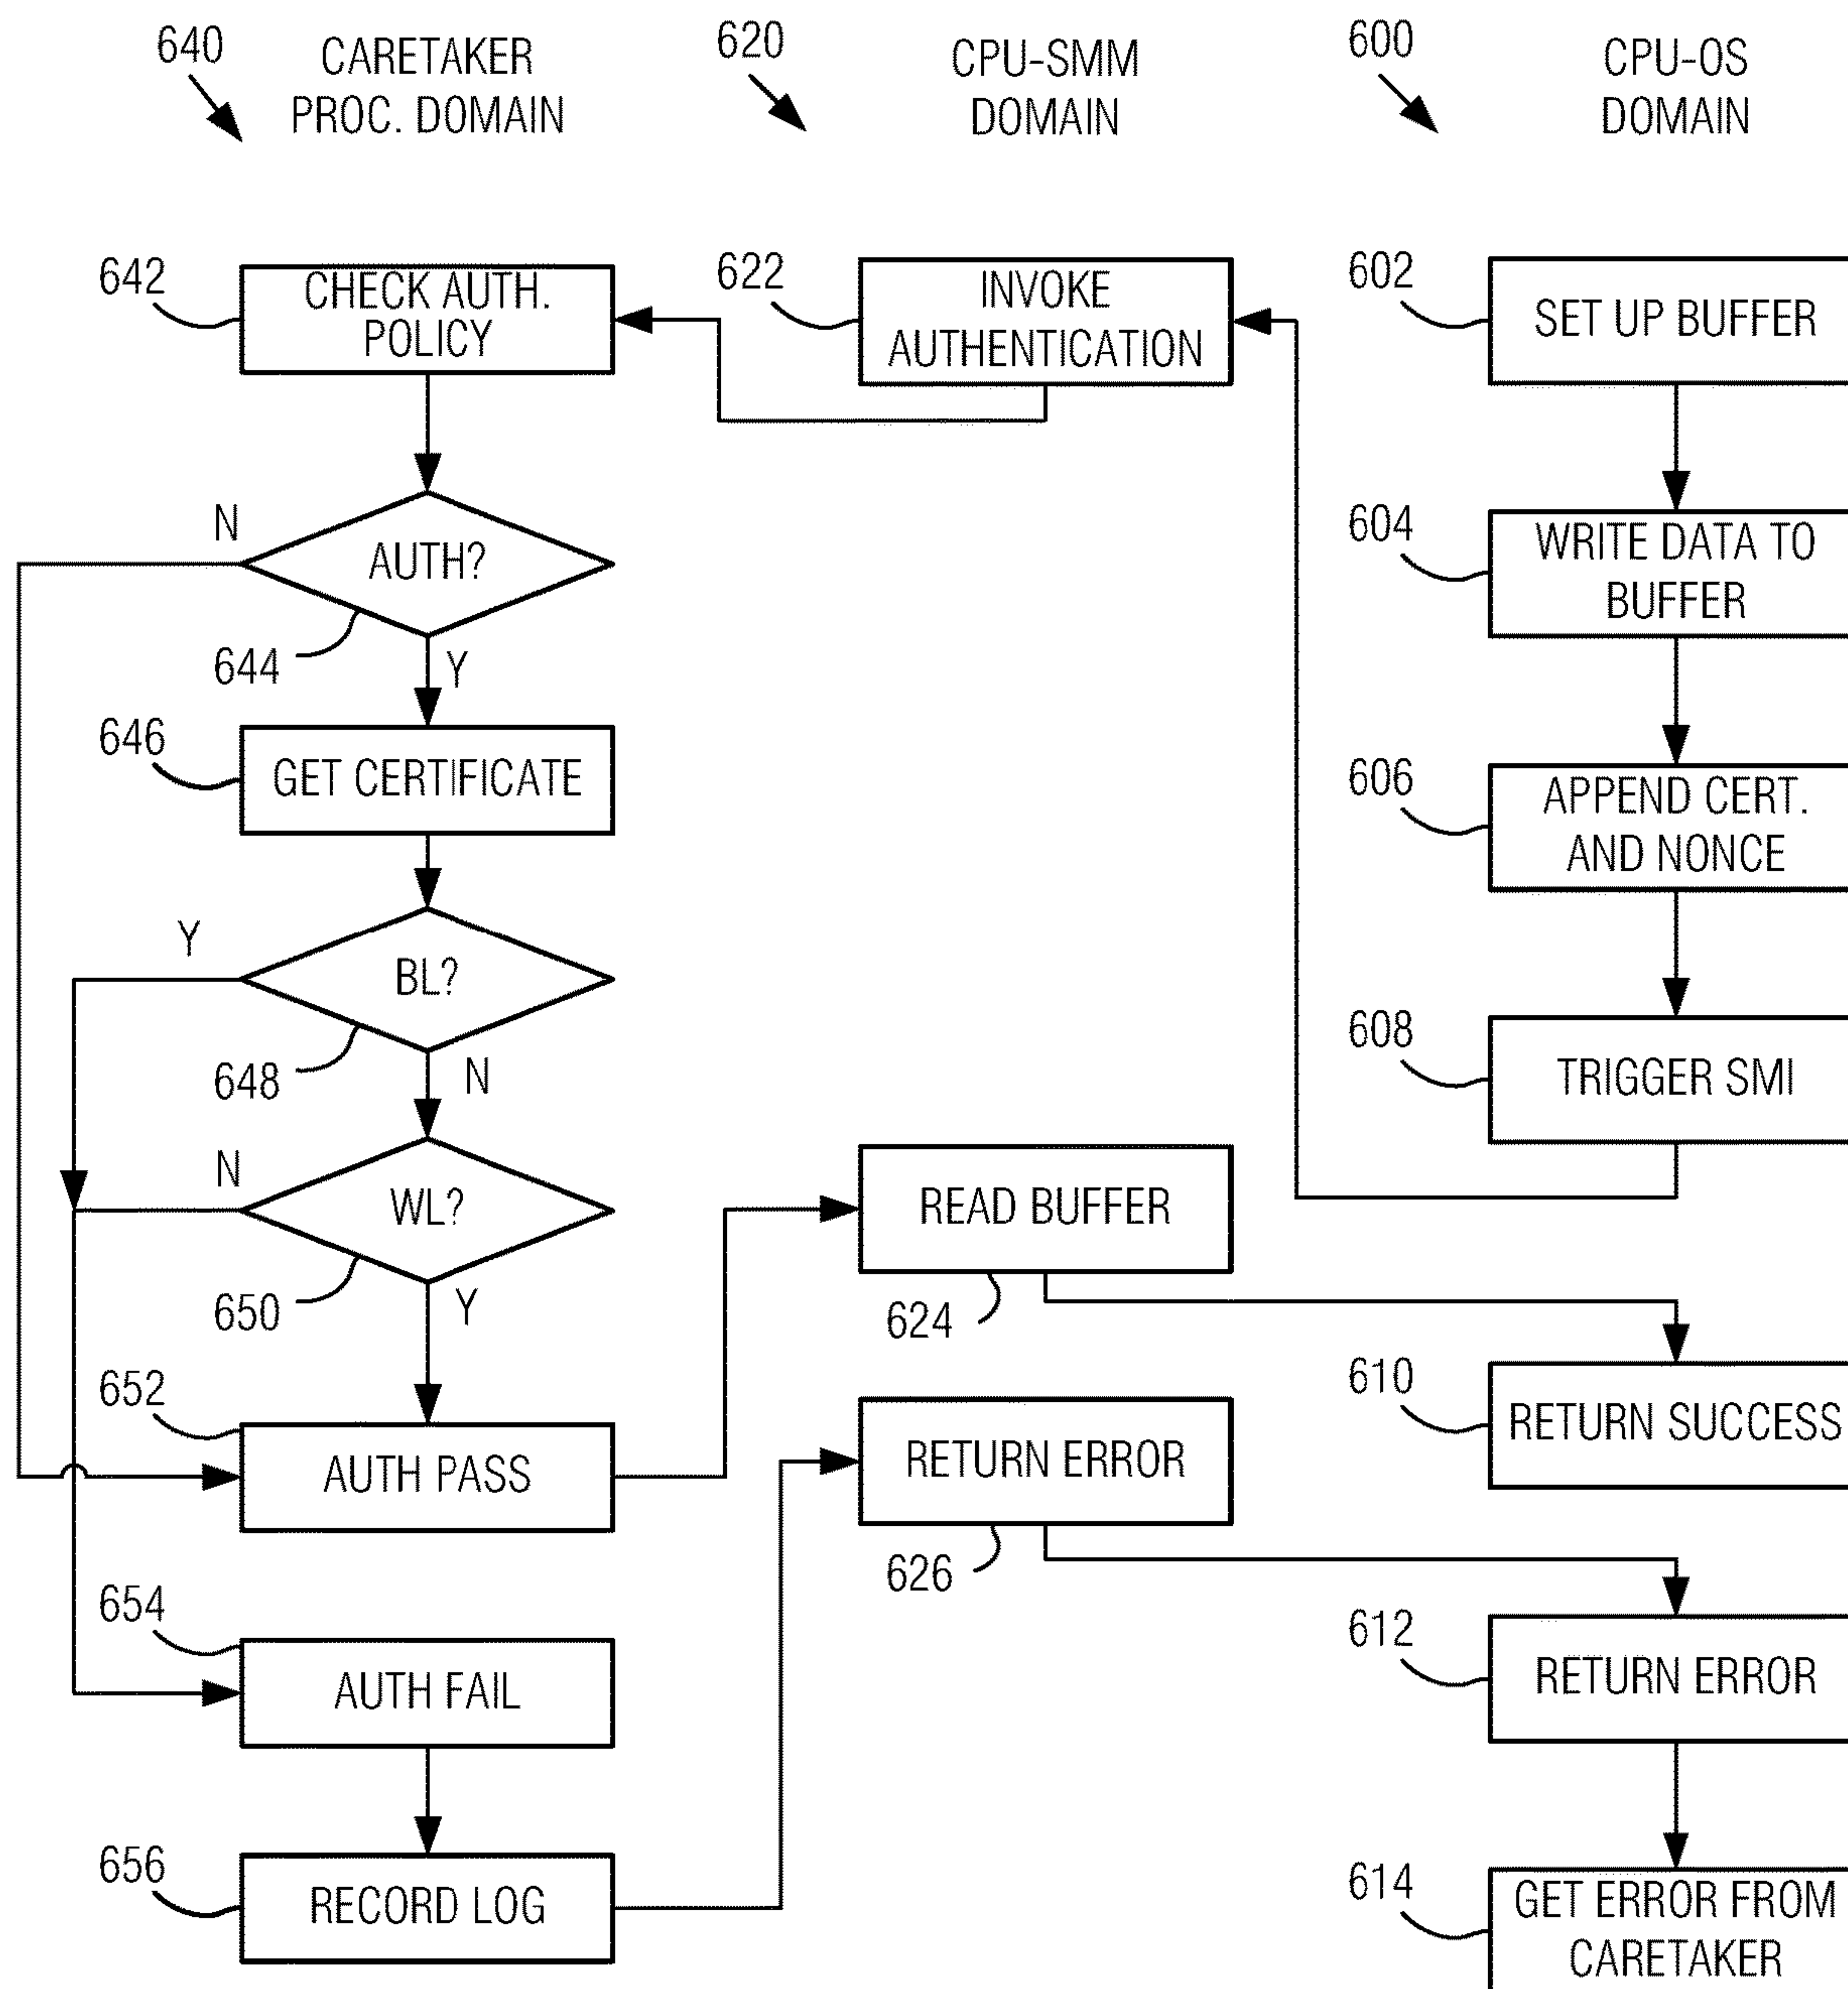 640
CARETAKER
PROC. DOMAIN
620
CPU-SMM
DOMAIN
600
CPU-OS
DOMAIN
642
CHECK AUTH.
POLICY
622
INVOKE
AUTHENTICATION
602
SET UP BUFFER
N
AUTH?
644
Y
604
WRITE DATA TO
BUFFER
646
GET CERTIFICATE
606
APPEND CERT.
AND NONCE
Y
BL?
648
N
608
TRIGGER SMI
N
WL?
650
Y
READ BUFFER
624
652
AUTH PASS
RETURN ERROR
626
610
RETURN SUCCESS
654
AUTH FAIL
612
RETURN ERROR
656
RECORD LOG
614
GET ERROR FROM
CARETAKER